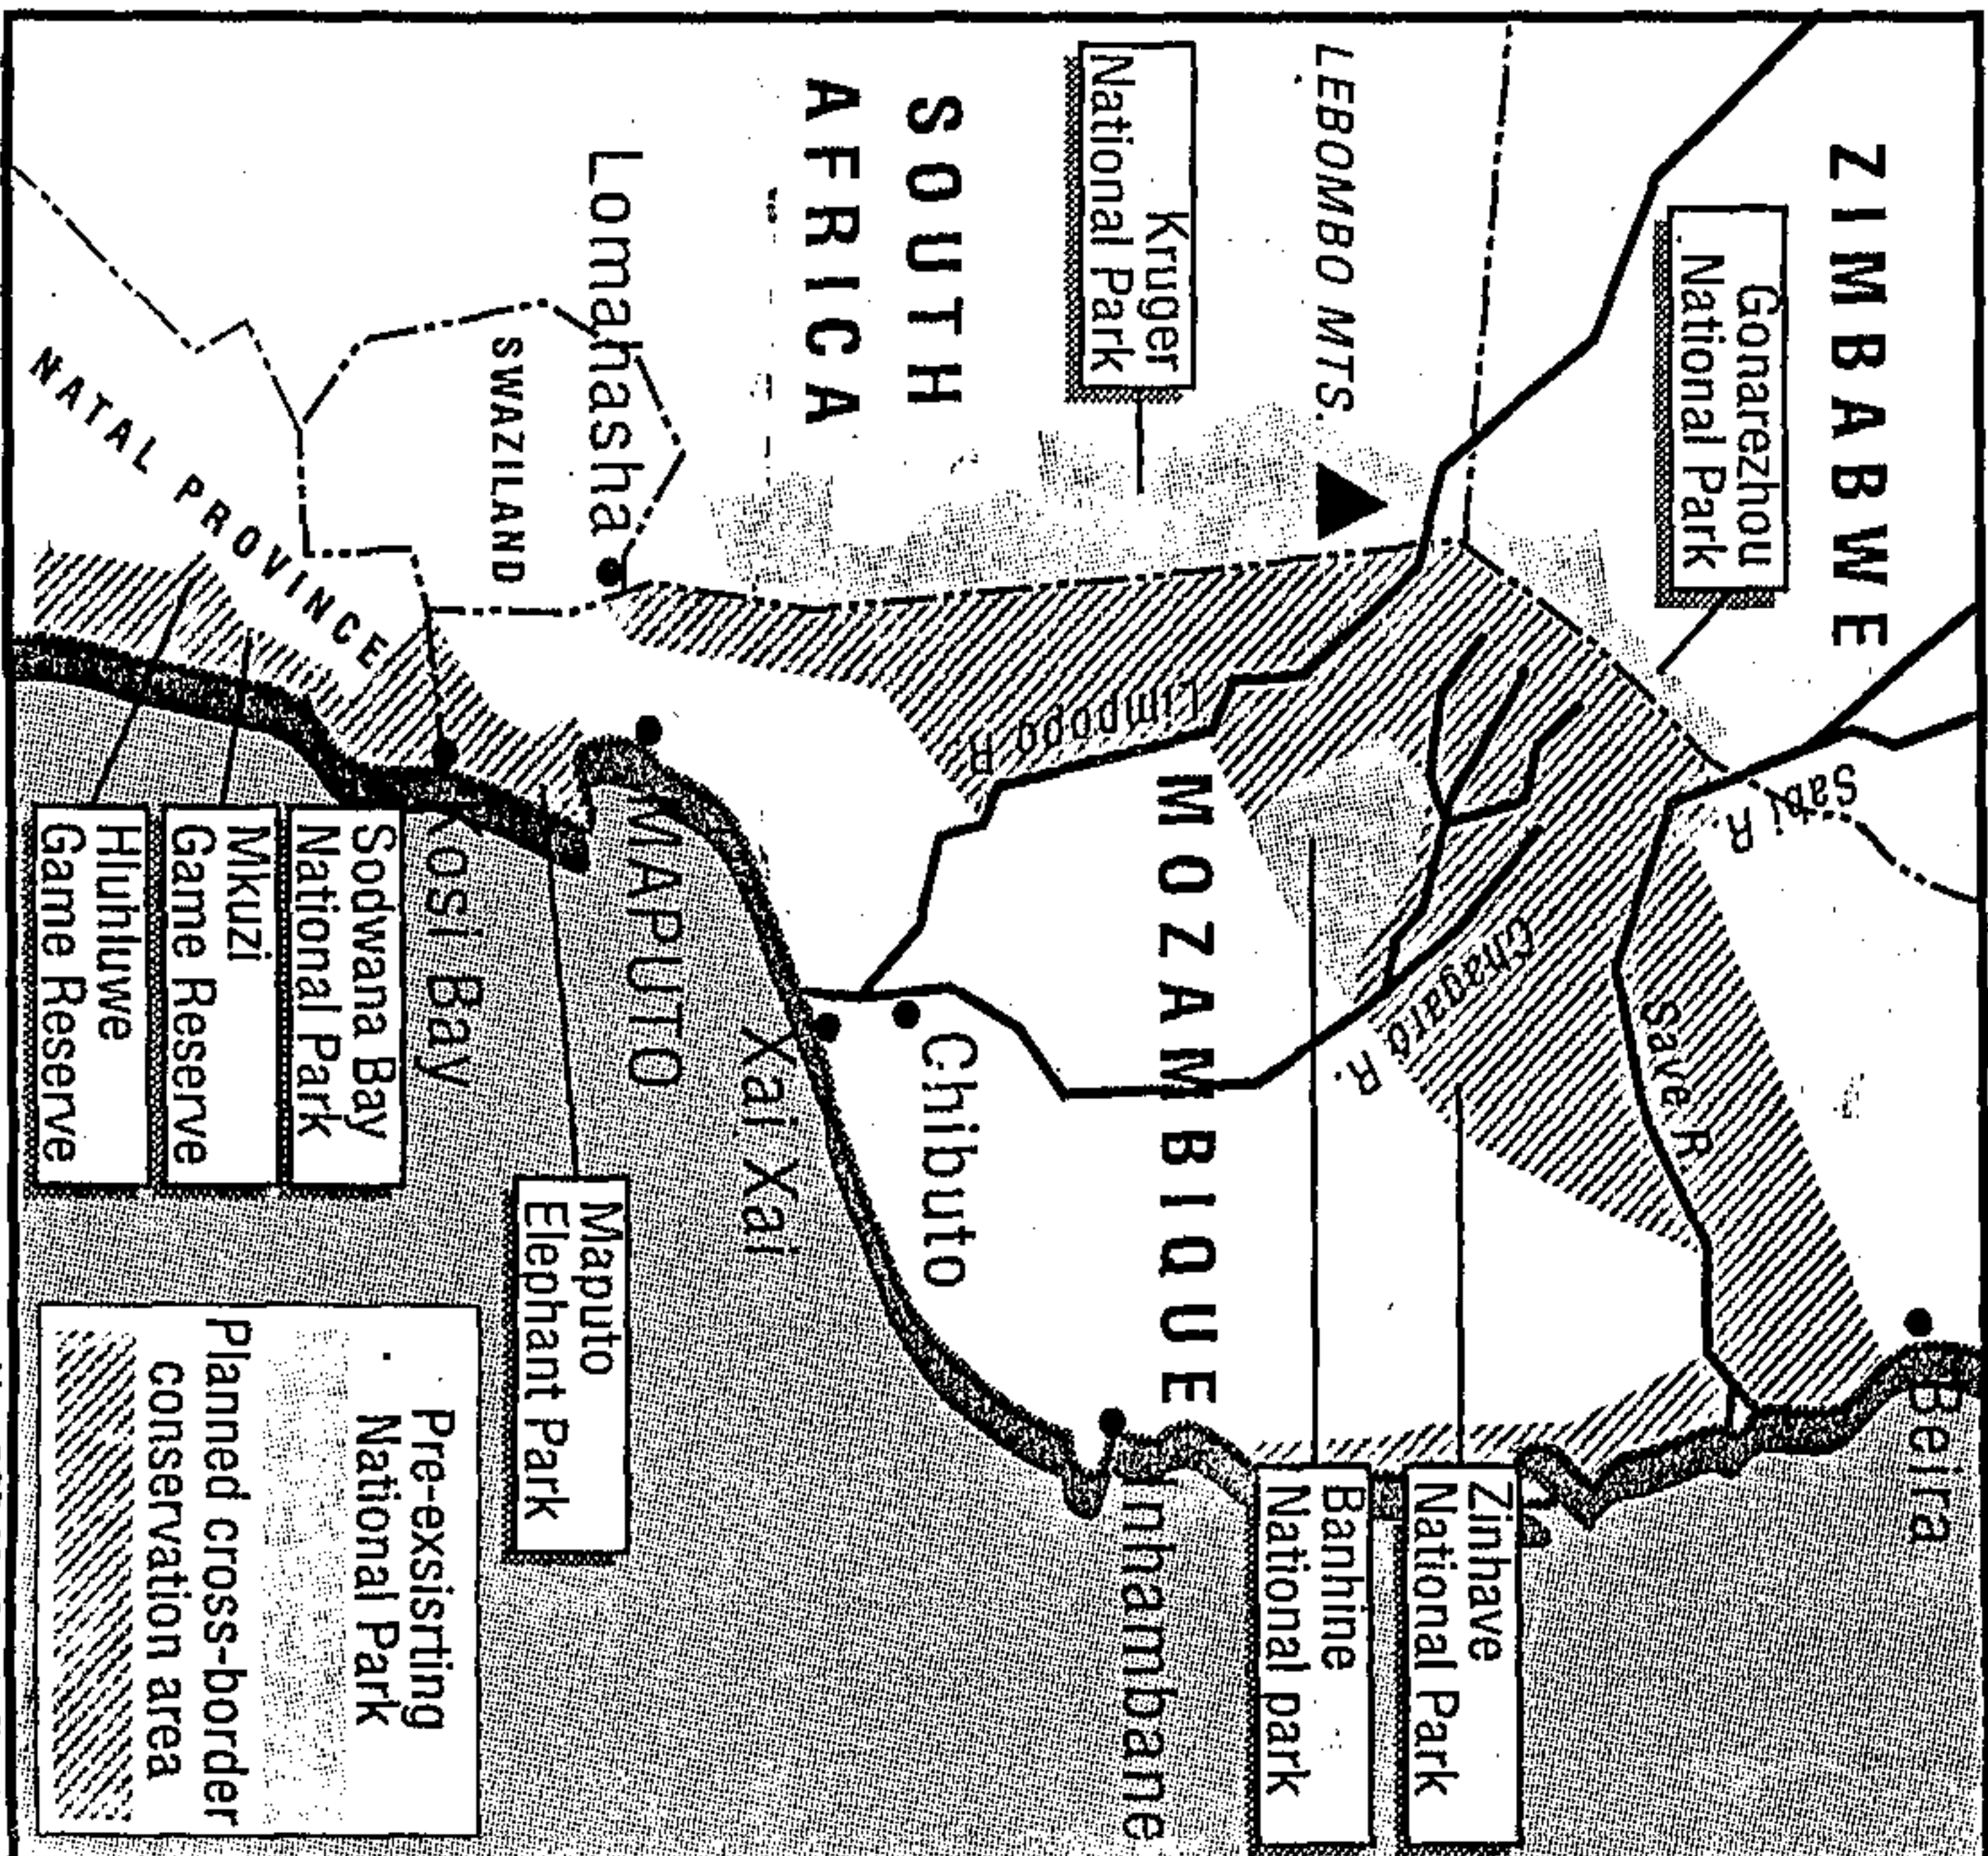 ZIMBABWE
Gonarezhou
National Park
Sabi R.
Beira
LEBOMBO MTS.
Save R
Kruger
National Park
Chagaro R.
Zinhave
National Park
Limpopo R
MOZAMBIQUE
Banhine
National park
SOUTH
AFRICA
Inhambane
Chibuto
Xai Xai
Lomahasha
MAPUTO
SWAZILAND
Maputo
Elephant Park
Kosi Bay
NATAL PROVINCE
Sodwana Bay
National Park
Mkuzi
Game Reserve
Hluhluwe
Game Reserve
Pre-exsisrting
National Park
Planned cross-border
conservation area